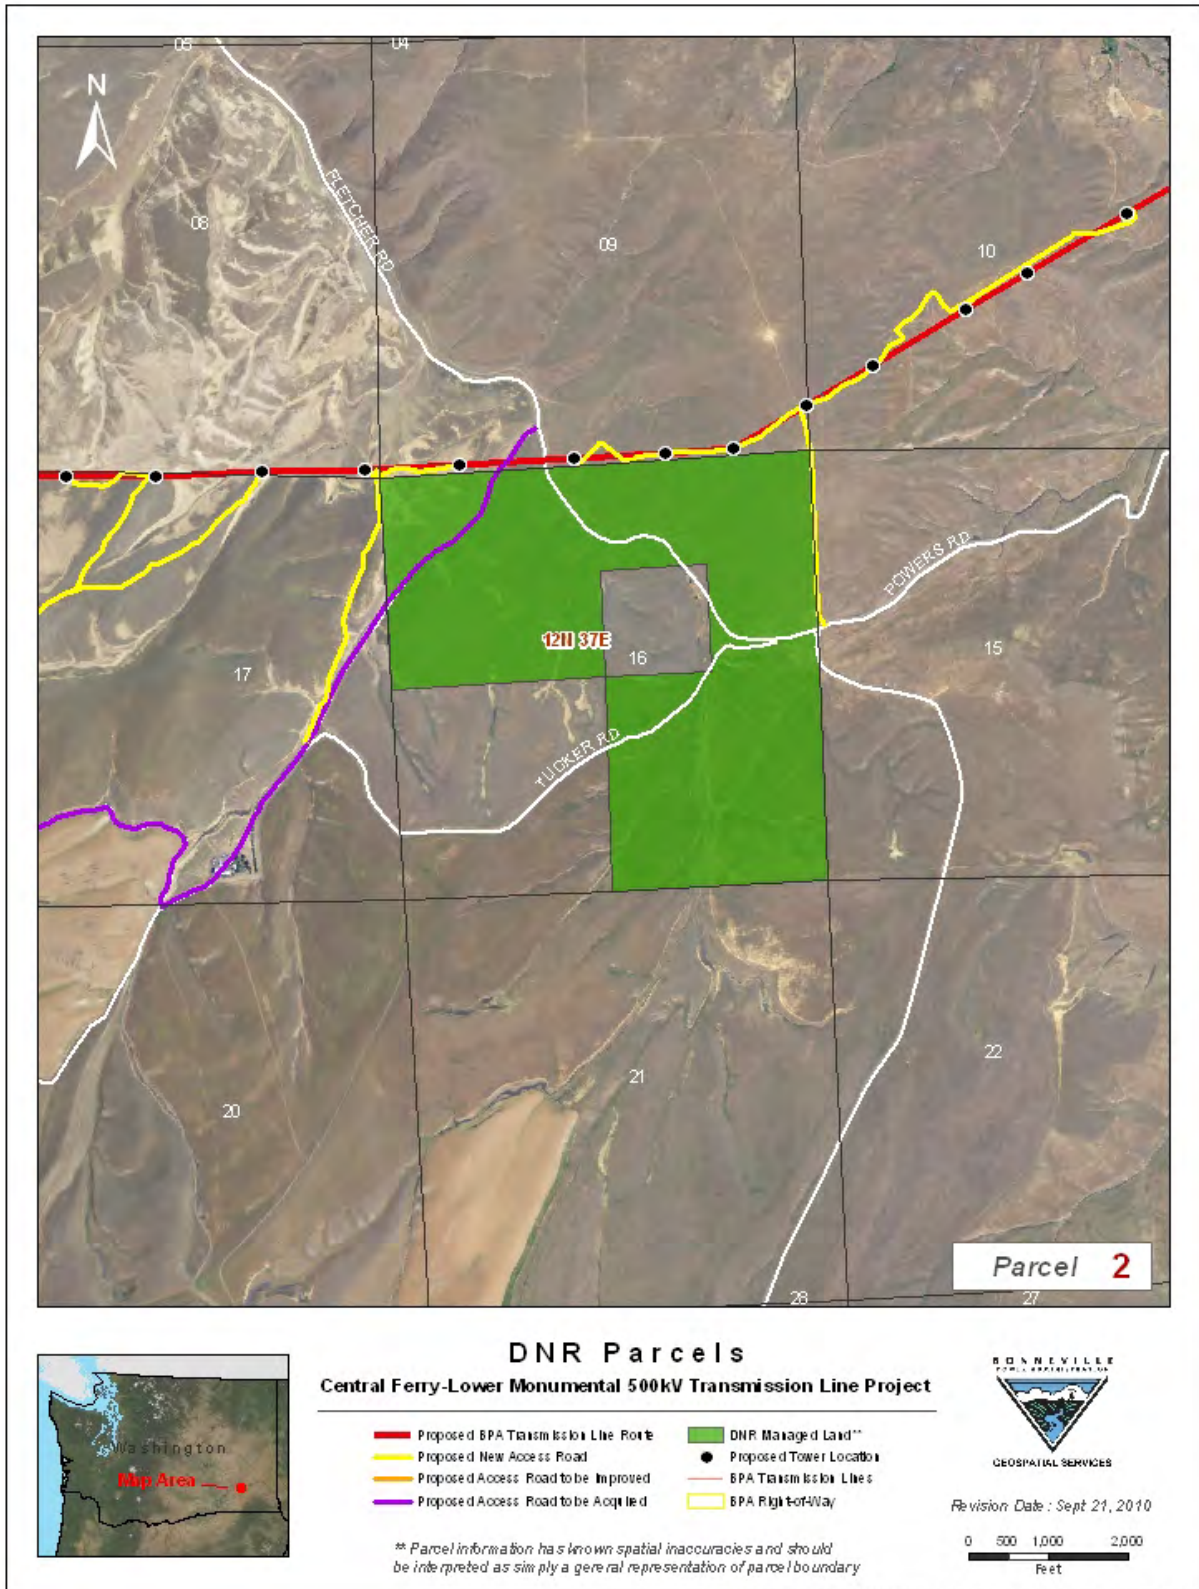 05
04
N
FLETCHER RD
08
09
10
POWERS RD
12N 37E
16
15
17
TUCKER RD
22
21
20
Parcel 2
28
27
DNR Parcels
Central Ferry-Lower Monumental 500kV Transmission Line Project
Proposed BPA Transmission Line Route
Proposed New Access Road
Proposed Access Road to be Improved
Proposed Access Road to be Acquired
DNR Managed Land**
Proposed Tower Location
BPA Transmission Lines
BPA Right-of-Way
** Parcel information has known spatial inaccuracies and should
be interpreted as simply a general representation of parcel boundary
Washington
Map Area
BONNEVILLE
POWER ADMINISTRATION
GEOSPATIAL SERVICES
Revision Date: Sept 21, 2010
0 500 1,000 2,000
Feet